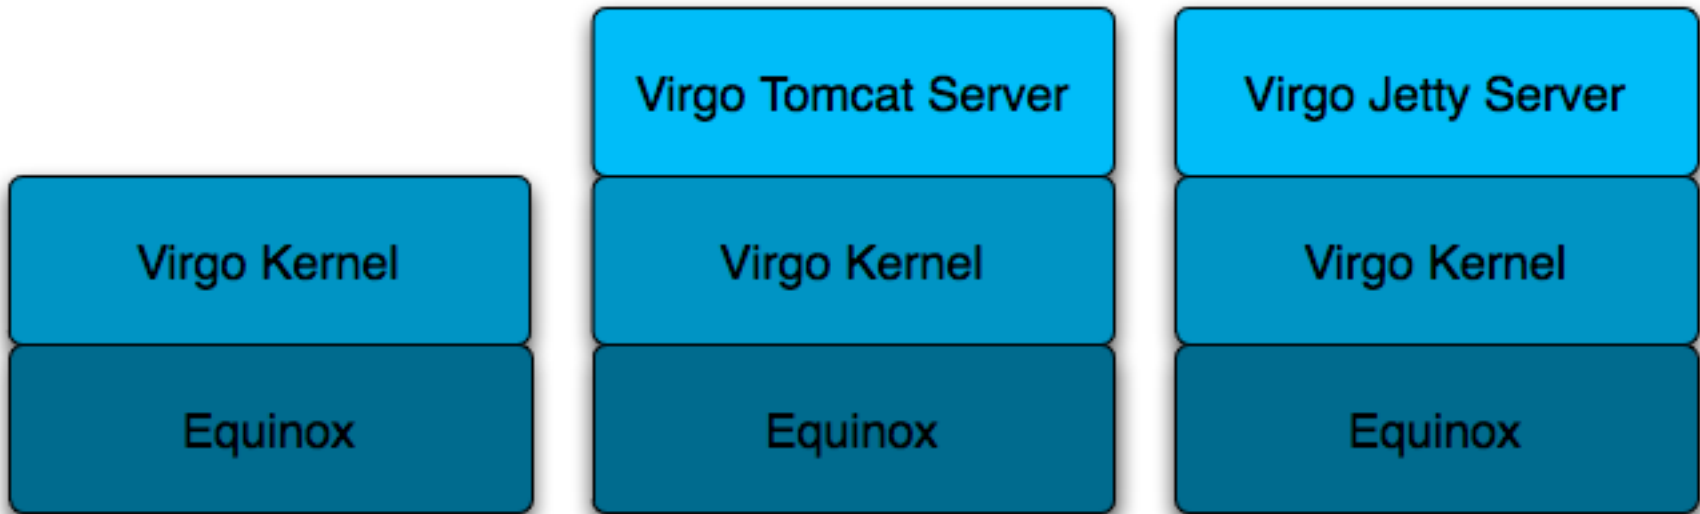 Virgo Tomcat Server
Virgo Jetty Server
Virgo Kernel
Virgo Kernel
Virgo Kernel
Equinox
Equinox
Equinox